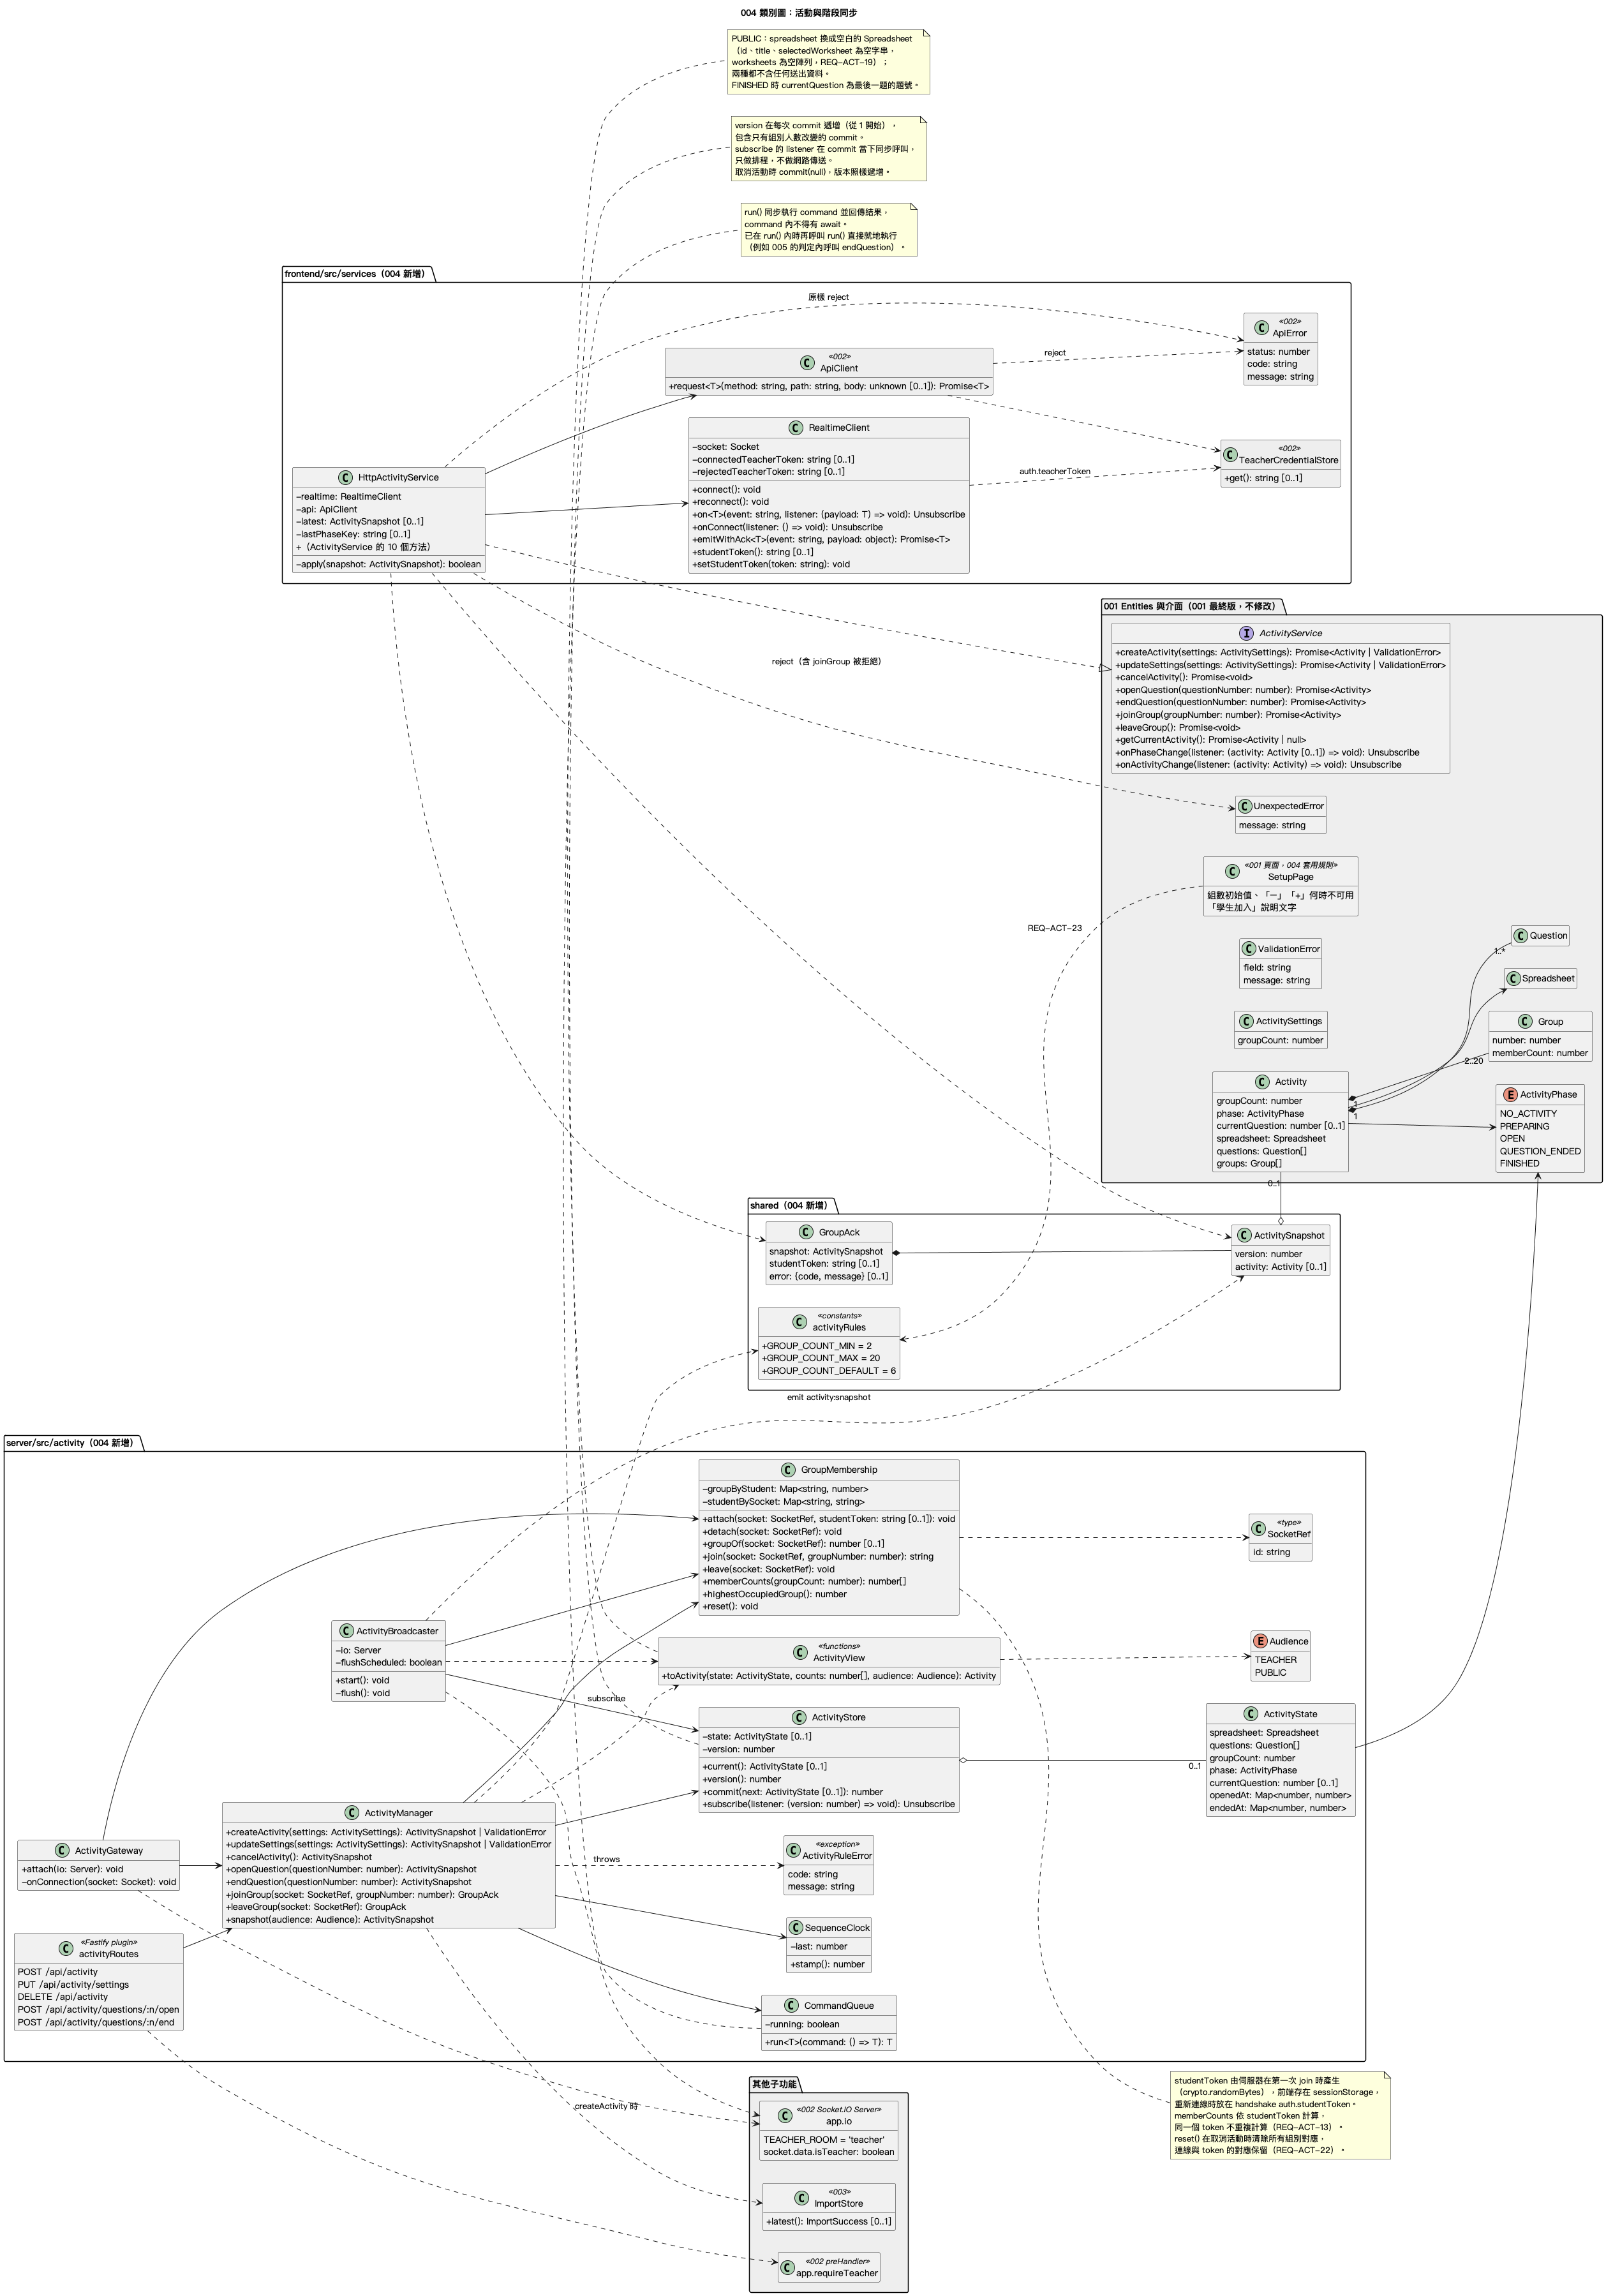 004 類別圖：活動與階段同步
PUBLIC：spreadsheet 換成空白的 Spreadsheet
（id、title、selectedWorksheet 為空字串，
worksheets 為空陣列，REQ-ACT-19）；
兩種都不含任何送出資料。
FINISHED 時 currentQuestion 為最後一題的題號。
version 在每次 commit 遞增（從 1 開始），
包含只有組別人數改變的 commit。
subscribe 的 listener 在 commit 當下同步呼叫，
只做排程，不做網路傳送。
取消活動時 commit(null)，版本照樣遞增。
run() 同步執行 command 並回傳結果，
command 內不得有 await。
已在 run() 內時再呼叫 run() 直接就地執行
（例如 005 的判定內呼叫 endQuestion）。
frontend/src/services（004 新增）
原樣 reject
«002»
ApiError
status: number
code: string
message: string
reject
«002»
ApiClient
+request<T>(method: string, path: string, body: unknown [0..1]): Promise<T>
RealtimeClient
−socket: Socket
−connectedTeacherToken: string [0..1]
−rejectedTeacherToken: string [0..1]
+connect(): void
+reconnect(): void
+on<T>(event: string, listener: (payload: T) => void): Unsubscribe
+onConnect(listener: () => void): Unsubscribe
+emitWithAck<T>(event: string, payload: object): Promise<T>
+studentToken(): string [0..1]
+setStudentToken(token: string): void
auth.teacherToken
«002»
TeacherCredentialStore
+get(): string [0..1]
HttpActivityService
−realtime: RealtimeClient
−api: ApiClient
−latest: ActivitySnapshot [0..1]
−lastPhaseKey: string [0..1]
+（ActivityService 的 10 個方法）
−apply(snapshot: ActivitySnapshot): boolean
001 Entities 與介面（001 最終版，不修改）
ActivityService
+createActivity(settings: ActivitySettings): Promise<Activity | ValidationError>
+updateSettings(settings: ActivitySettings): Promise<Activity | ValidationError>
+cancelActivity(): Promise<void>
+openQuestion(questionNumber: number): Promise<Activity>
+endQuestion(questionNumber: number): Promise<Activity>
+joinGroup(groupNumber: number): Promise<Activity>
+leaveGroup(): Promise<void>
+getCurrentActivity(): Promise<Activity | null>
+onPhaseChange(listener: (activity: Activity [0..1]) => void): Unsubscribe
+onActivityChange(listener: (activity: Activity) => void): Unsubscribe
reject（含 joinGroup 被拒絕）
UnexpectedError
message: string
«001 頁面，004 套用規則»
SetupPage
組數初始值、「−」「+」何時不可用
「學生加入」說明文字
REQ-ACT-23
ValidationError
field: string
message: string
ActivitySettings
groupCount: number
Activity
groupCount: number
phase: ActivityPhase
currentQuestion: number [0..1]
spreadsheet: Spreadsheet
questions: Question[]
groups: Group[]
Question
1..*
Spreadsheet
Group
number: number
memberCount: number
2..20
1
1
ActivityPhase
NO_ACTIVITY
PREPARING
OPEN
QUESTION_ENDED
FINISHED
0..1
shared（004 新增）
GroupAck
snapshot: ActivitySnapshot
studentToken: string [0..1]
error: {code, message} [0..1]
ActivitySnapshot
version: number
activity: Activity [0..1]
«constants»
activityRules
+GROUP_COUNT_MIN = 2
+GROUP_COUNT_MAX = 20
+GROUP_COUNT_DEFAULT = 6
emit activity:snapshot
server/src/activity（004 新增）
GroupMembership
−groupByStudent: Map<string, number>
−studentBySocket: Map<string, string>
+attach(socket: SocketRef, studentToken: string [0..1]): void
+detach(socket: SocketRef): void
+groupOf(socket: SocketRef): number [0..1]
+join(socket: SocketRef, groupNumber: number): string
+leave(socket: SocketRef): void
+memberCounts(groupCount: number): number[]
+highestOccupiedGroup(): number
+reset(): void
«type»
SocketRef
id: string
ActivityBroadcaster
−io: Server
−flushScheduled: boolean
+start(): void
−flush(): void
«functions»
ActivityView
+toActivity(state: ActivityState, counts: number[], audience: Audience): Activity
Audience
TEACHER
PUBLIC
subscribe
ActivityStore
−state: ActivityState [0..1]
−version: number
+current(): ActivityState [0..1]
+version(): number
+commit(next: ActivityState [0..1]): number
+subscribe(listener: (version: number) => void): Unsubscribe
0..1
ActivityState
spreadsheet: Spreadsheet
questions: Question[]
groupCount: number
phase: ActivityPhase
currentQuestion: number [0..1]
openedAt: Map<number, number>
endedAt: Map<number, number>
ActivityManager
+createActivity(settings: ActivitySettings): ActivitySnapshot | ValidationError
+updateSettings(settings: ActivitySettings): ActivitySnapshot | ValidationError
+cancelActivity(): ActivitySnapshot
+openQuestion(questionNumber: number): ActivitySnapshot
+endQuestion(questionNumber: number): ActivitySnapshot
+joinGroup(socket: SocketRef, groupNumber: number): GroupAck
+leaveGroup(socket: SocketRef): GroupAck
+snapshot(audience: Audience): ActivitySnapshot
ActivityGateway
+attach(io: Server): void
−onConnection(socket: Socket): void
throws
«exception»
ActivityRuleError
code: string
message: string
SequenceClock
−last: number
+stamp(): number
«Fastify plugin»
activityRoutes
POST /api/activity
PUT /api/activity/settings
DELETE /api/activity
POST /api/activity/questions/:n/open
POST /api/activity/questions/:n/end
CommandQueue
−running: boolean
+run<T>(command: () => T): T
其他子功能
«002 Socket.IO Server»
app.io
TEACHER_ROOM = 'teacher'
socket.data.isTeacher: boolean
createActivity 時
«003»
ImportStore
+latest(): ImportSuccess [0..1]
«002 preHandler»
app.requireTeacher
studentToken 由伺服器在第一次 join 時產生
（crypto.randomBytes），前端存在 sessionStorage，
重新連線時放在 handshake auth.studentToken。
memberCounts 依 studentToken 計算，
同一個 token 不重複計算（REQ-ACT-13）。
reset() 在取消活動時清除所有組別對應，
連線與 token 的對應保留（REQ-ACT-22）。